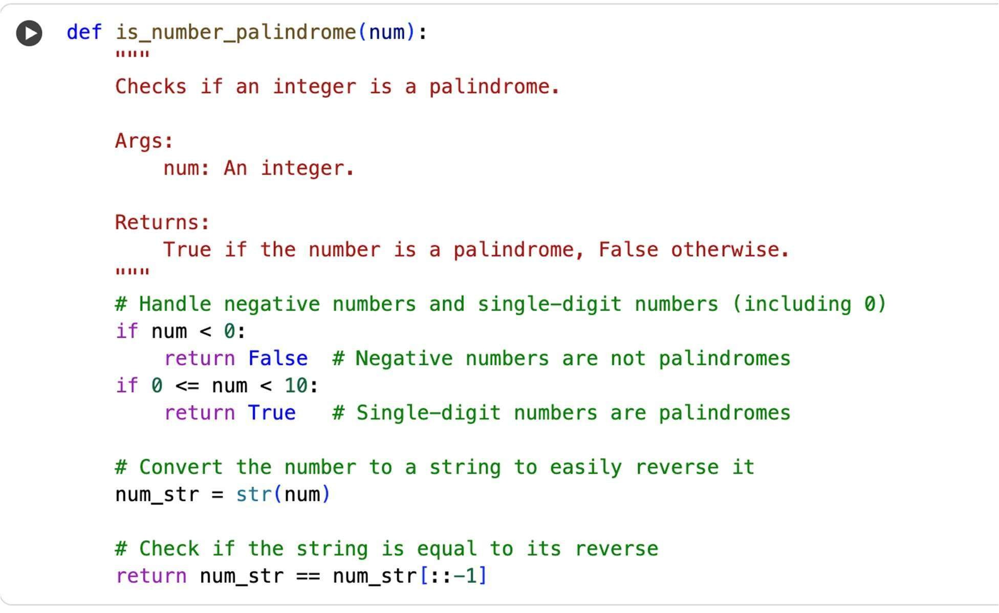 def is_number_palindrome(num):
    """
    Checks if an integer is a palindrome.

    Args:
        num: An integer.

    Returns:
        True if the number is a palindrome, False otherwise.
    """
    # Handle negative numbers and single-digit numbers (including 0)
    if num < 0:
        return False  # Negative numbers are not palindromes
    if 0 <= num < 10:
        return True   # Single-digit numbers are palindromes

    # Convert the number to a string to easily reverse it
    num_str = str(num)

    # Check if the string is equal to its reverse
    return num_str == num_str[::-1]